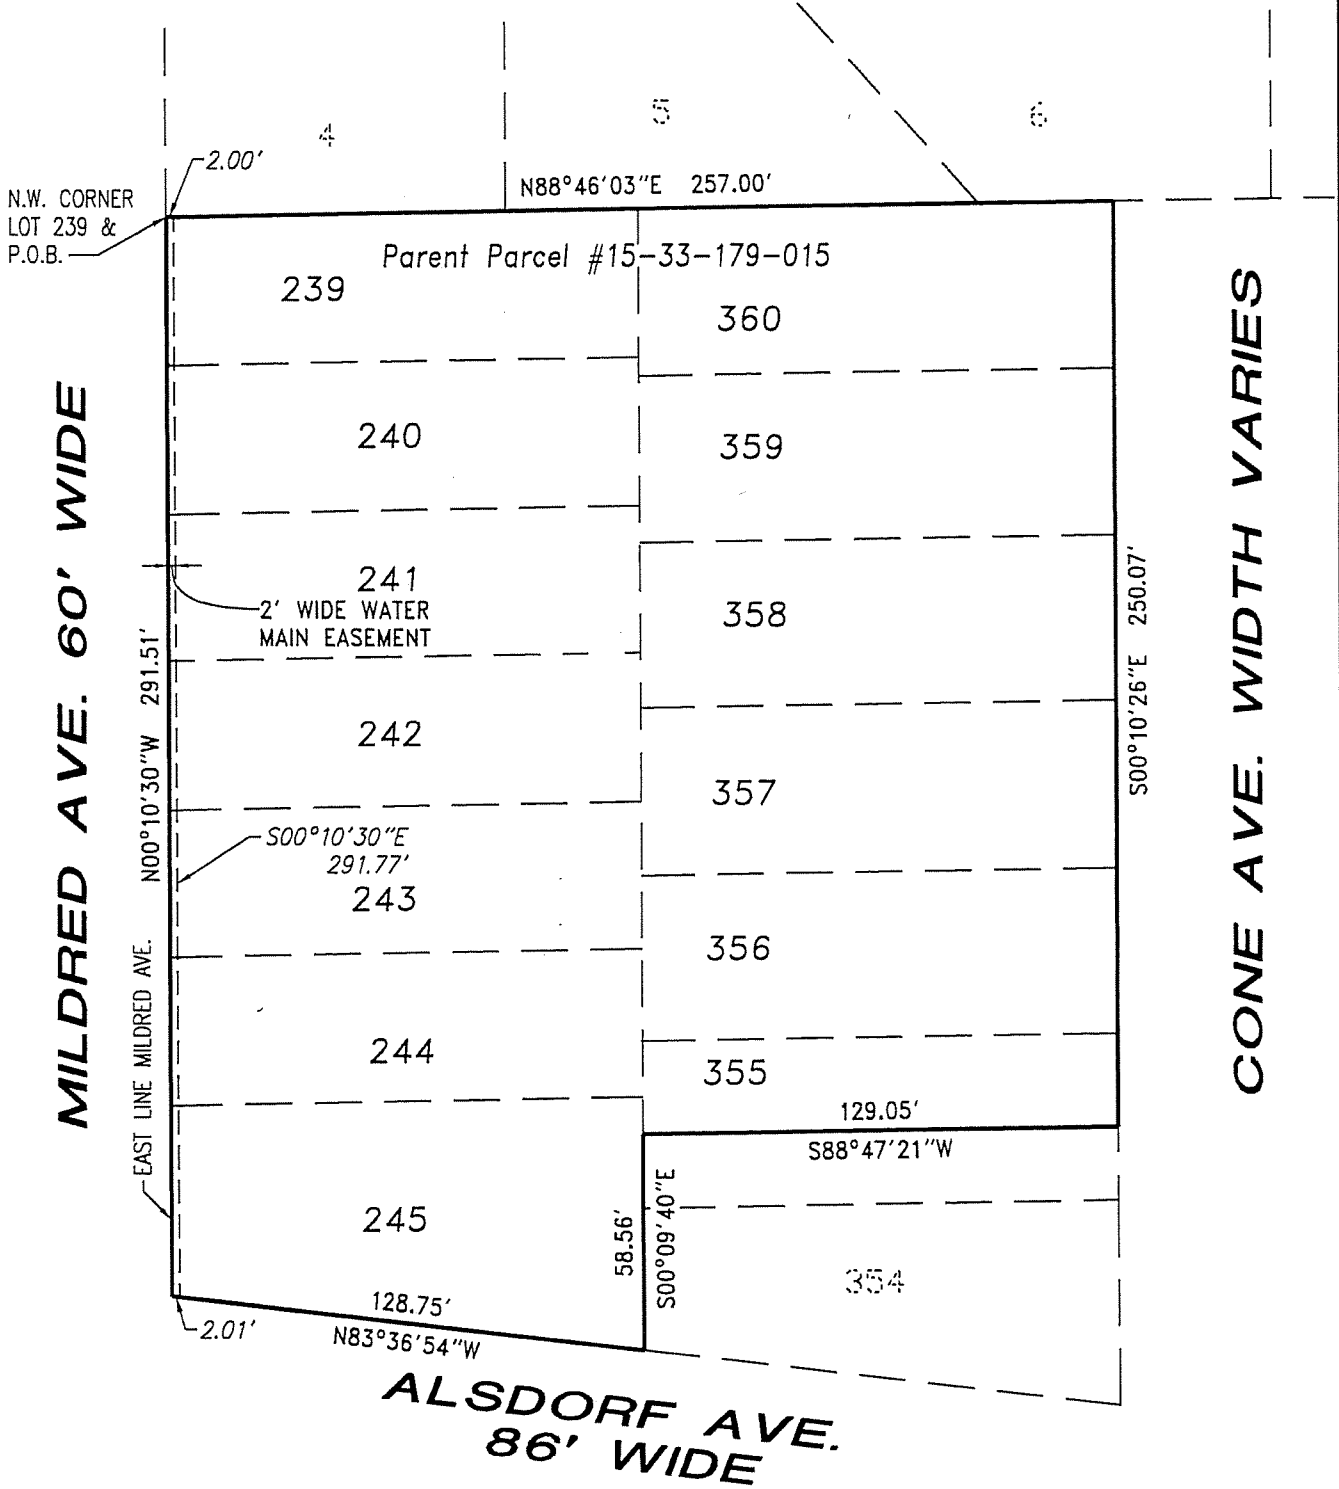 4
5
6
2.00'
N.W. CORNER
LOT 239 &
P.O.B.
N88°46'03"E 257.00'
Parent Parcel #15-33-179-015
239
360
240
359
241
2' WIDE WATER
MAIN EASEMENT
358
242
357
S00°10'30"E
291.77'
243
356
244
355
129.05'
S88°47'21"W
245
58.56'
S00°09'40"E
354
128.75'
N83°36'54"W
2.01'
MILDRED AVE. 60' WIDE
N00°10'30"W 291.51'
EAST LINE MILDRED AVE.
S00°10'26"E 250.07'
CONE AVE. WIDTH VARIES
ALSDORF AVE.
86' WIDE